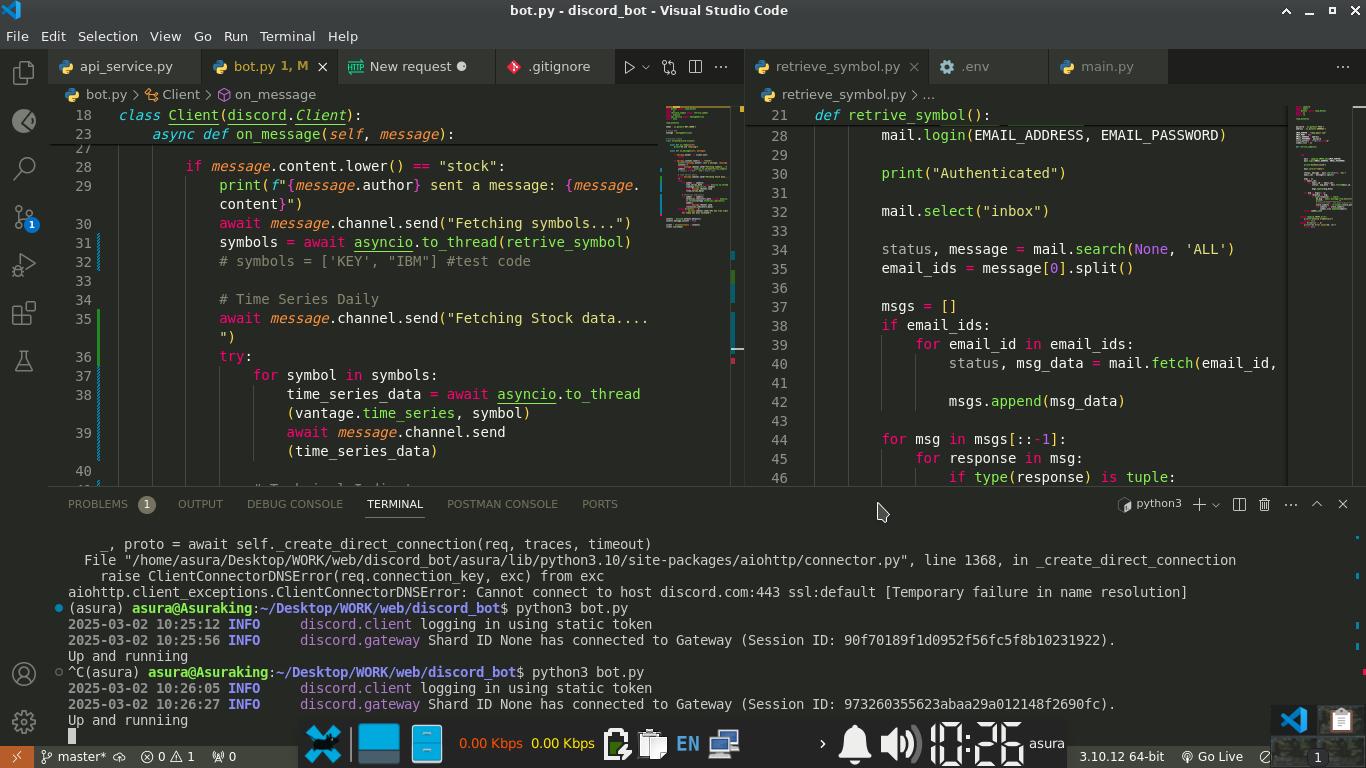 bot.py - discord_bot - Visual Studio Code
File Edit Selection View Go Run Terminal Help
api_service.py
bot.py 1, M
HTTP New request
.gitignore
retrieve_symbol.py
.env
main.py
bot.py > Client > on_message
retrieve_symbol.py > ...
18 class Client(discord.Client):
23 async def on_message(self, message):
27
28 if message.content.lower() == "stock":
29 print(f"{message.author} sent a message: {message.
content}")
30 await message.channel.send("Fetching symbols...")
31 symbols = await asyncio.to_thread(retrive_symbol)
32 # symbols = ['KEY', "IBM"] #test code
33
34 # Time Series Daily
35 await message.channel.send("Fetching Stock data....
")
36 try:
37 for symbol in symbols:
38 time_series_data = await asyncio.to_thread
(vantage.time_series, symbol)
39 await message.channel.send
(time_series_data)
40
21 def retrive_symbol():
28 mail.login(EMAIL_ADDRESS, EMAIL_PASSWORD)
29
30 print("Authenticated")
31
32 mail.select("inbox")
33
34 status, message = mail.search(None, 'ALL')
35 email_ids = message[0].split()
36
37 msgs = []
38 if email_ids:
39 for email_id in email_ids:
40 status, msg_data = mail.fetch(email_id,
41
42 msgs.append(msg_data)
43
44 for msg in msgs[::-1]:
45 for response in msg:
46 if type(response) is tuple:
PROBLEMS 1 OUTPUT DEBUG CONSOLE TERMINAL POSTMAN CONSOLE PORTS
python3
_, proto = await self._create_direct_connection(req, traces, timeout)
File "/home/asura/Desktop/WORK/web/discord_bot/asura/lib/python3.10/site-packages/aiohttp/connector.py", line 1368, in _create_direct_connection
raise ClientConnectorDNSError(req.connection_key, exc) from exc
aiohttp.client_exceptions.ClientConnectorDNSError: Cannot connect to host discord.com:443 ssl:default [Temporary failure in name resolution]
(asura) asura@Asuraking:~/Desktop/WORK/web/discord_bot$ python3 bot.py
2025-03-02 10:25:12 INFO discord.client logging in using static token
2025-03-02 10:25:56 INFO discord.gateway Shard ID None has connected to Gateway (Session ID: 90f70189f1d0952f56fc5f8b10231922).
Up and runniing
^C(asura) asura@Asuraking:~/Desktop/WORK/web/discord_bot$ python3 bot.py
2025-03-02 10:26:05 INFO discord.client logging in using static token
2025-03-02 10:26:27 INFO discord.gateway Shard ID None has connected to Gateway (Session ID: 973260355623abaa29a012148f2690fc).
Up and runniing
1
master* 0 1 0
0.00 Kbps 0.00 Kbps
EN
10:26
asura
3.10.12 64-bit
Go Live
1